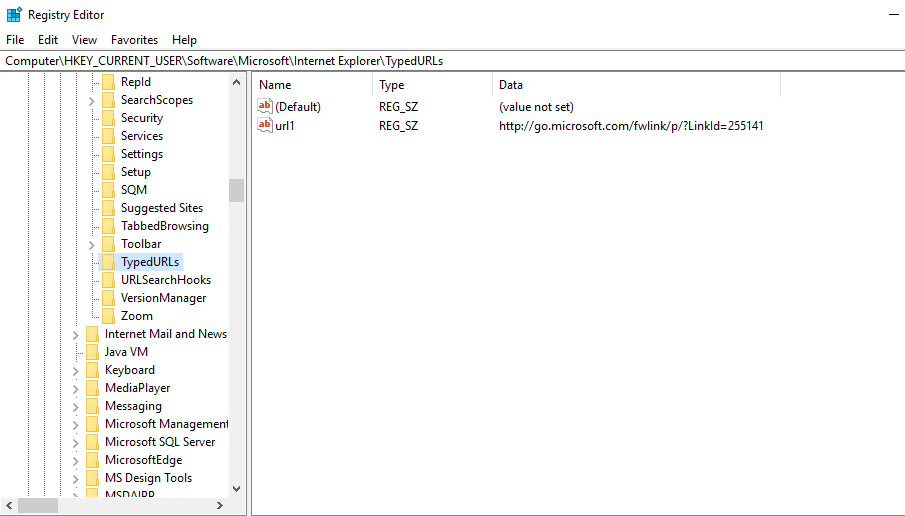 Registry Editor
File Edit View Favorites Help
Computer\HKEY_CURRENT_USER\Software\Microsoft\Internet Explorer\TypedURLs
RepId
SearchScopes
Security
Services
Settings
Setup
SQM
Suggested Sites
TabbedBrowsing
Toolbar
TypedURLs
URLSearchHooks
VersionManager
Zoom
Internet Mail and News
Java VM
Keyboard
MediaPlayer
Messaging
Microsoft Management
Microsoft SQL Server
MicrosoftEdge
MS Design Tools
Name Type Data
ab (Default) REG_SZ (value not set)
ab url1 REG_SZ http://go.microsoft.com/fwlink/p/?LinkId=255141